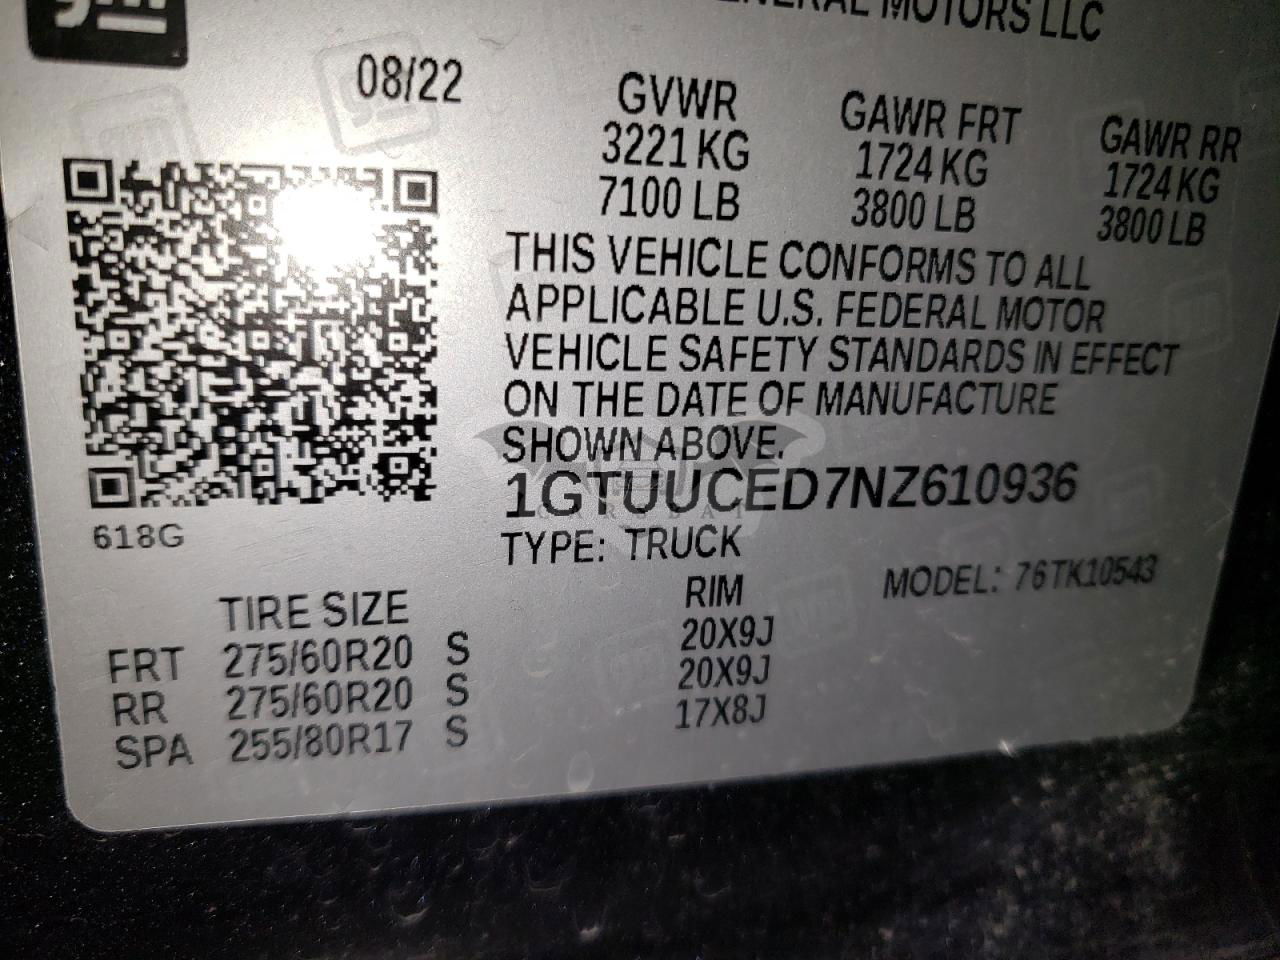 gm
GENERAL MOTORS LLC
08/22
GVWR GAWR FRT GAWR RR
3221 KG 1724 KG 1724 KG
7100 LB 3800 LB 3800 LB
THIS VEHICLE CONFORMS TO ALL
APPLICABLE U.S. FEDERAL MOTOR
VEHICLE SAFETY STANDARDS IN EFFECT
ON THE DATE OF MANUFACTURE
SHOWN ABOVE.
1GTUUCED7NZ610936
618G
TYPE: TRUCK
MODEL: 76TK10543
TIRE SIZE RIM
FRT 275/60R20 S 20X9J
RR 275/60R20 S 20X9J
SPA 255/80R17 S 17X8J